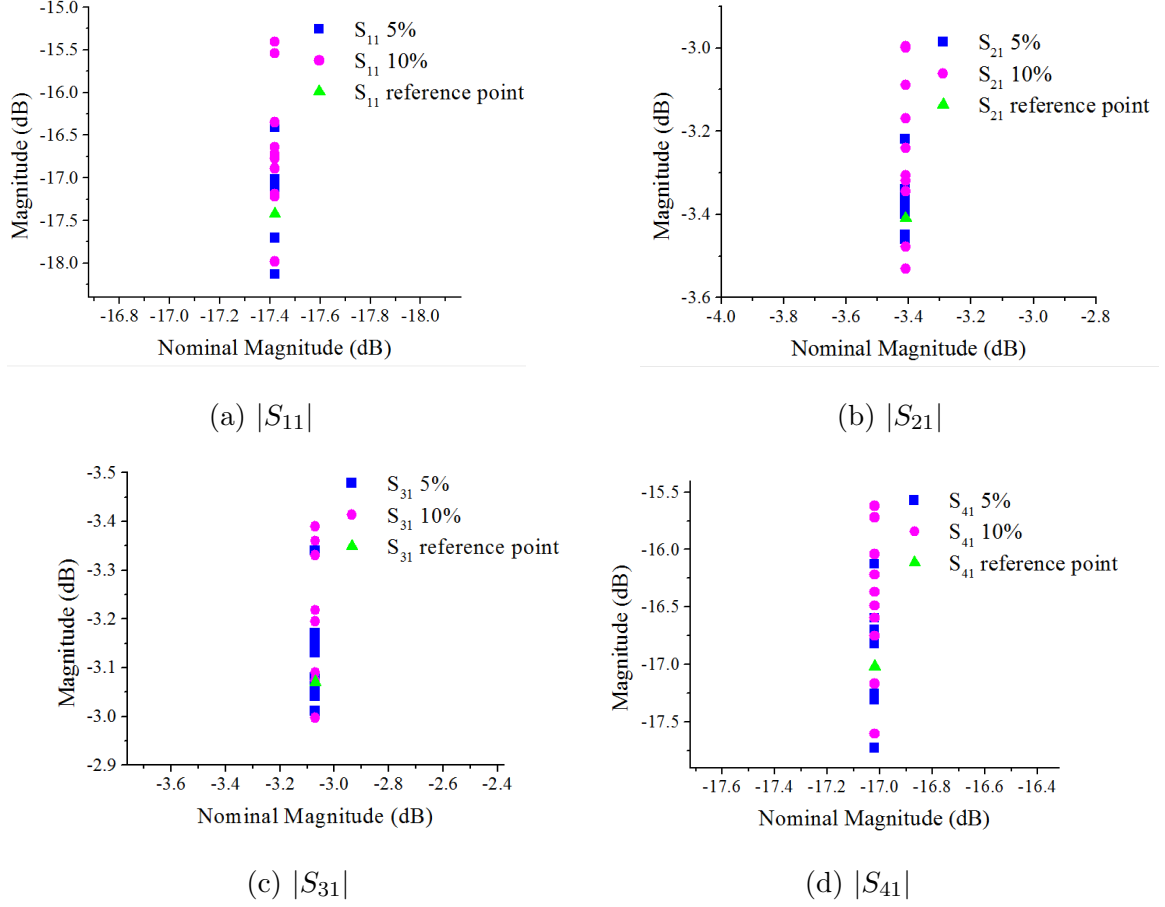 -15.0
-15.5
-16.0
-16.5
-17.0
-17.5
-18.0
Magnitude (dB)
S11 5%
S11 10%
S11 reference point
-16.8 -17.0 -17.2 -17.4 -17.6 -17.8 -18.0
Nominal Magnitude (dB)
(a) |S11|
-3.0
-3.2
-3.4
-3.6
Magnitude (dB)
S21 5%
S21 10%
S21 reference point
-4.0 -3.8 -3.6 -3.4 -3.2 -3.0 -2.8
Nominal Magnitude (dB)
(b) |S21|
-3.5
-3.4
-3.3
-3.2
-3.1
-3.0
-2.9
Magnitude (dB)
S31 5%
S31 10%
S31 reference point
-3.6 -3.4 -3.2 -3.0 -2.8 -2.6 -2.4
Nominal Magnitude (dB)
(c) |S31|
-15.5
-16.0
-16.5
-17.0
-17.5
Magnitude (dB)
S41 5%
S41 10%
S41 reference point
-17.6 -17.4 -17.2 -17.0 -16.8 -16.6 -16.4
Nominal Magnitude (dB)
(d) |S41|